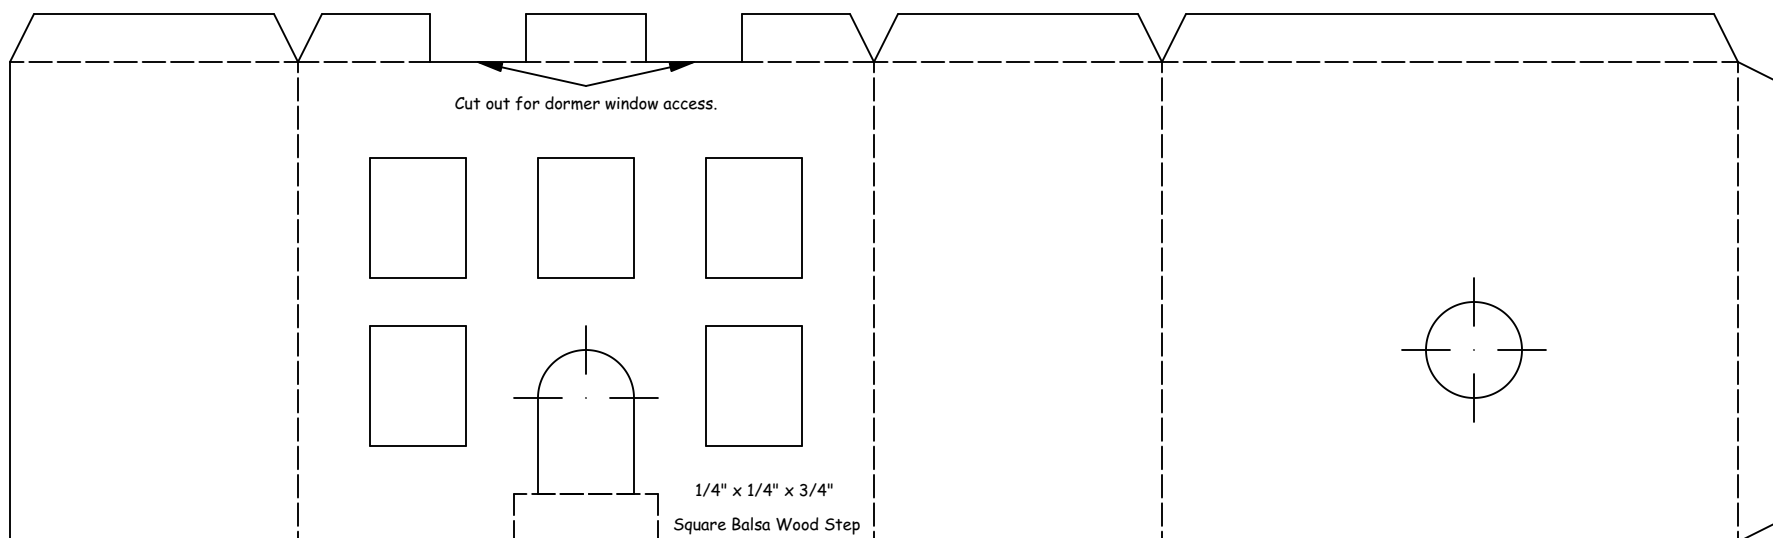 Cut out for dormer window access.
1/4" x 1/4" x 3/4"
Square Balsa Wood Step